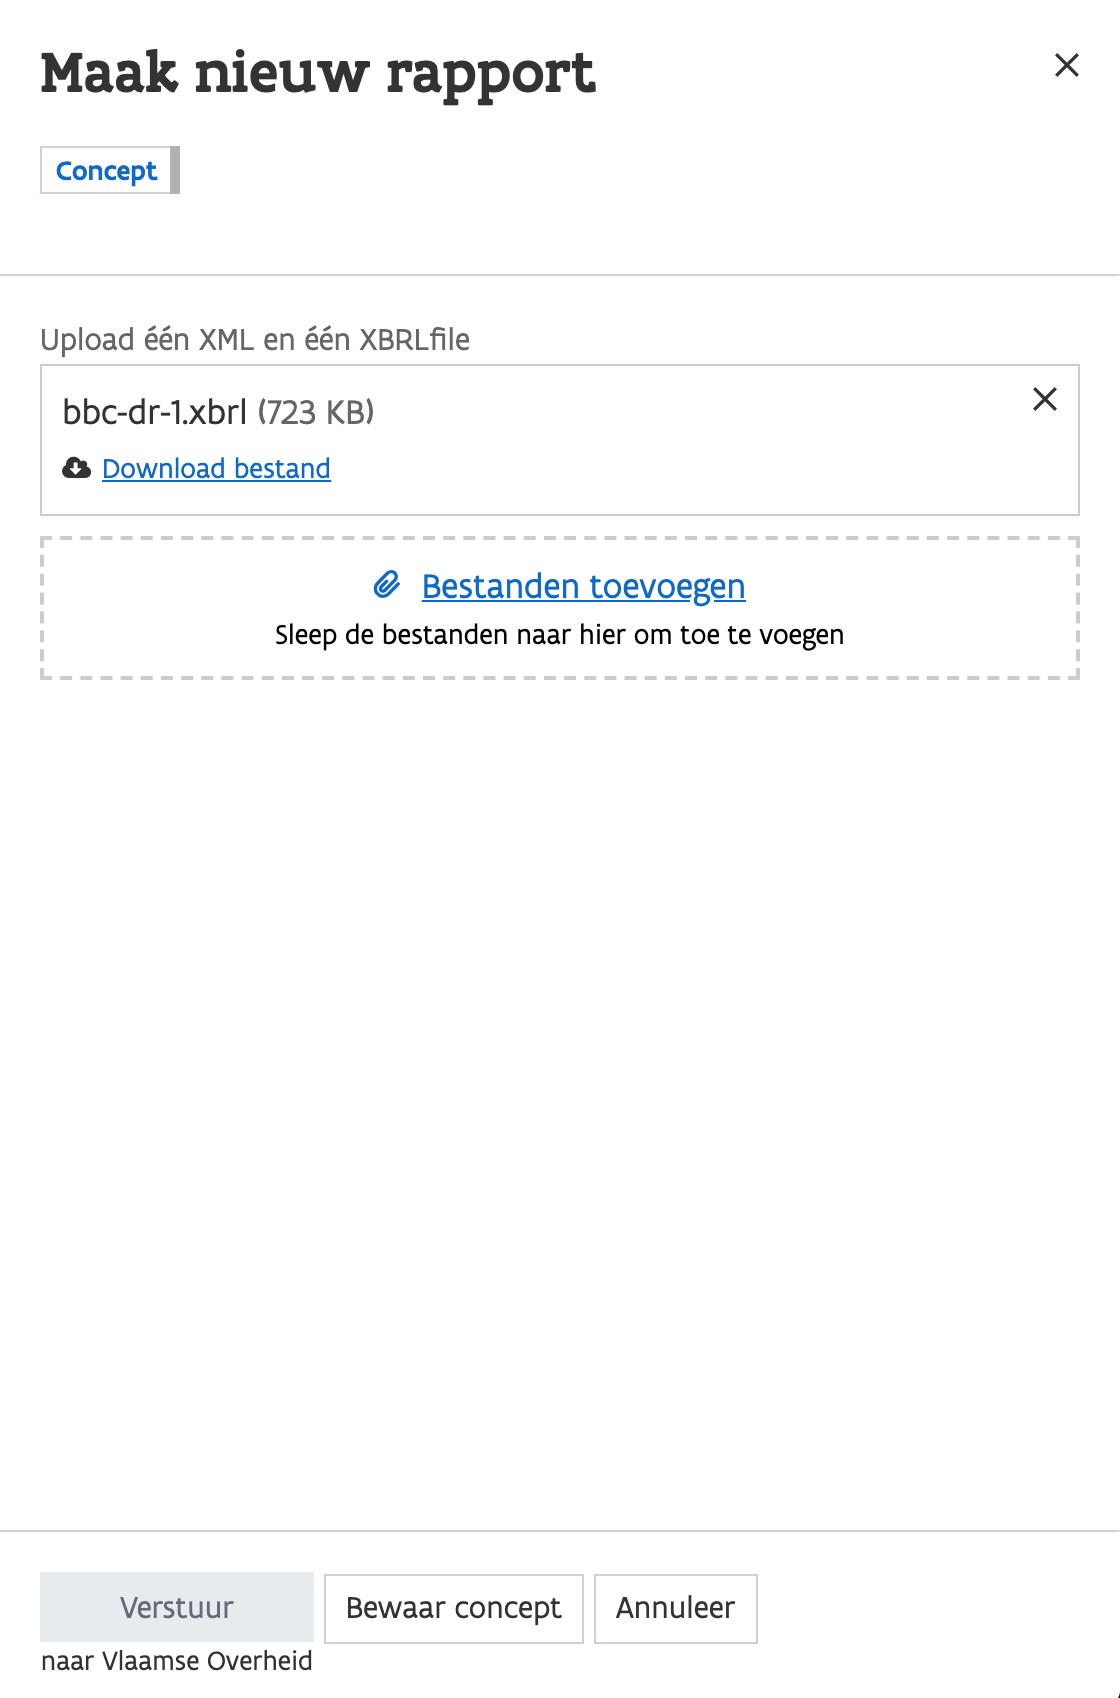 Maak nieuw rapport
Concept
Upload één XML en één XBRLfile
bbc-dr-1.xbrl (723 KB)
Download bestand
Bestanden toevoegen
Sleep de bestanden naar hier om toe te voegen
Verstuur
Bewaar concept
Annuleer
naar Vlaamse Overheid